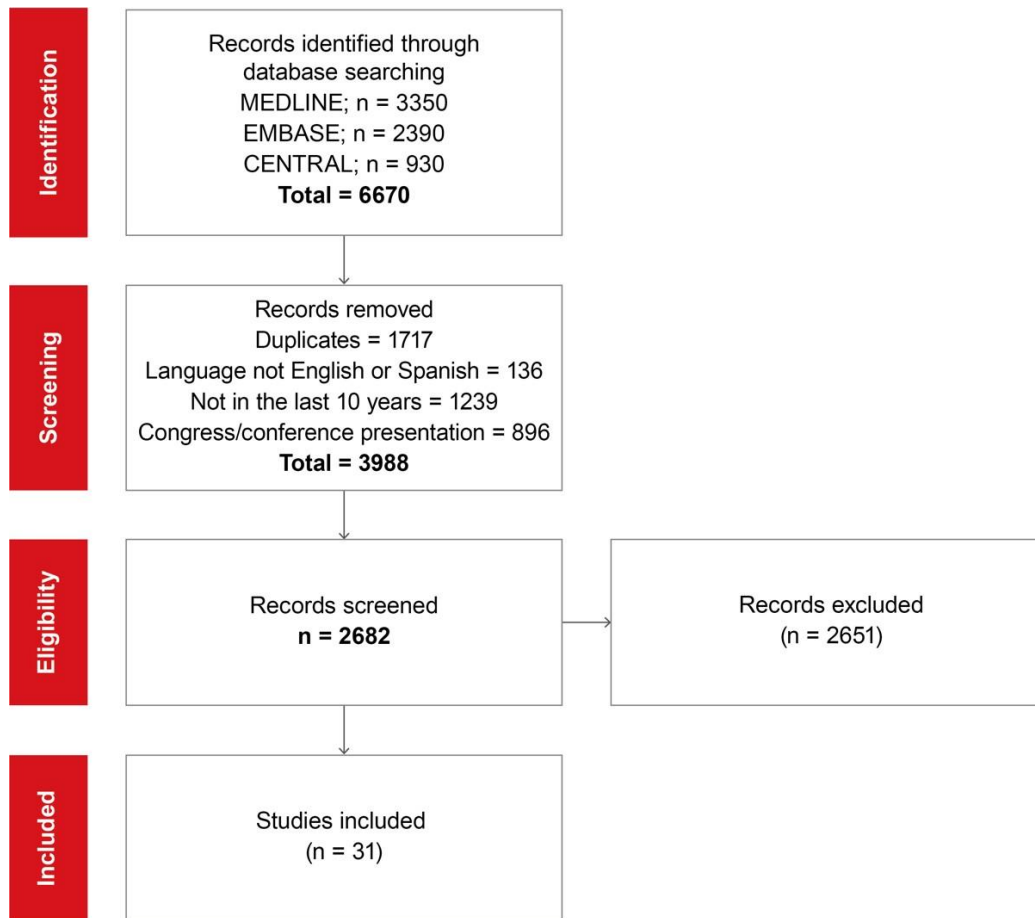 Identification
Records identified through
database searching
MEDLINE; n = 3350
EMBASE; n = 2390
CENTRAL; n = 930
Total = 6670
Screening
Records removed
Duplicates = 1717
Language not English or Spanish = 136
Not in the last 10 years = 1239
Congress/conference presentation = 896
Total = 3988
Eligibility
Records screened
n = 2682
Records excluded
(n = 2651)
Included
Studies included
(n = 31)